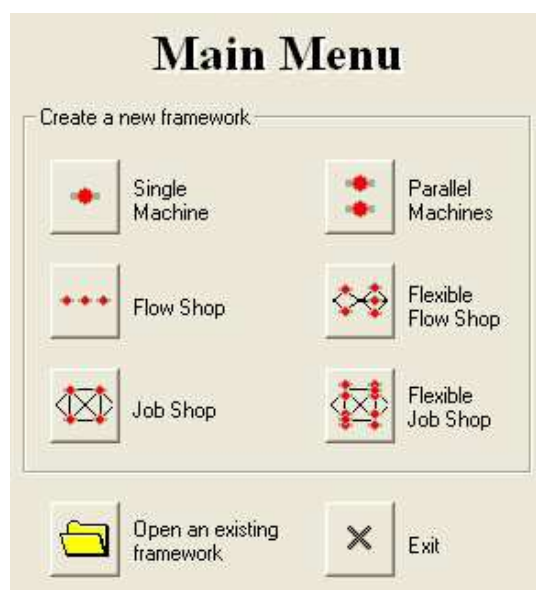 Main Menu
Create a new framework
Single
Machine
Parallel
Machines
Flow Shop
Flexible
Flow Shop
Job Shop
Flexible
Job Shop
Open an existing
framework
Exit